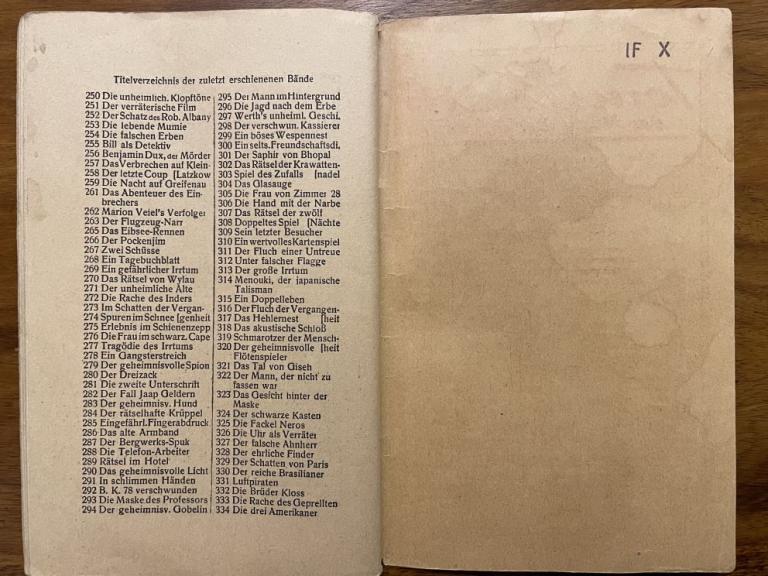 Titelverzeichnis der zuletzt erschienenen Bände
250 Die unheimlich. Klopftöne
251 Der verräterische Film
252 Der Schatz des Rob. Albany
253 Die lebende Mumie
254 Die falschen Erben
255 Bill als Detektiv
256 Benjamin Dux, der Mörder
257 Das Verbrechen auf Klein-
258 Der letzte Coup [Latzkow
259 Die Nacht auf Greifenau
261 Das Abenteuer des Ein-
brechers
262 Marion Veiel's Verfolger
263 Der Flugzeug-Narr
265 Das Eibsee-Rennen
266 Der Pockenjim
267 Zwei Schüsse
268 Ein Tagebuchblatt
269 Ein gefährlicher Irrtum
270 Das Rätsel von Wylau
271 Der unheimliche Alte
272 Die Rache des Inders
273 Im Schatten der Vergan-
274 Spuren im Schnee [genheit
275 Erlebnis im Schienenzepp
276 Die Frau im schwarz. Cape
277 Tragödie des Irrtums
278 Ein Gangsterstreich
279 Der geheimnisvolle Spion
280 Der Dreizack
281 Die zweite Unterschrift
282 Der Fall Jaap Geldern
283 Der geheimnisv. Hund
284 Der rätselhafte Krüppel
285 Ein gefährl. Fingerabdruck
286 Das alte Armband
287 Der Bergwerks-Spuk
288 Die Telefon-Arbeiter
289 Rätsel im Hotel
290 Das geheimnisvolle Licht
291 In schlimmen Händen
292 B. K. 78 verschwunden
293 Die Maske des Professors
294 Der geheimnisv. Gobelin
295 Der Mann im Hintergrund
296 Die Jagd nach dem Erbe
297 Werth's unheiml. Geschi.
298 Der verschwun. Kassierer
299 Ein böses Wespennest
300 Ein selts. Freundschaftsdi.
301 Der Saphir von Bhopal
302 Das Rätsel der Krawatten-
303 Spiel des Zufalls [nadel
304 Das Glasauge
305 Die Frau von Zimmer 28
306 Die Hand mit der Narbe
307 Das Rätsel der zwölf
308 Doppeltes Spiel [Nächte
309 Sein letzter Besucher
310 Ein wertvolles Kartenspiel
311 Der Fluch einer Untreue
312 Unter falscher Flagge
313 Der große Irrtum
314 Menouki, der japanische
Talisman
315 Ein Doppelleben
316 Der Fluch der Vergangen-
317 Das Hehlernest [heit
318 Das akustische Schloß
319 Schmarotzer der Mensch-
320 Der geheimnisvolle [heit
Flötenspieler
321 Das Tal von Giseh
322 Der Mann, der nicht zu
fassen war
323 Das Gesicht hinter der
Maske
324 Der schwarze Kasten
325 Die Fackel Neros
326 Die Uhr als Verräter
327 Der falsche Ahnherr
328 Der ehrliche Finder
329 Der Schatten von Paris
330 Der reiche Brasilianer
331 Luftpiraten
332 Die Brüder Kloss
333 Die Rache des Geprellten
334 Die drei Amerikaner
IF X